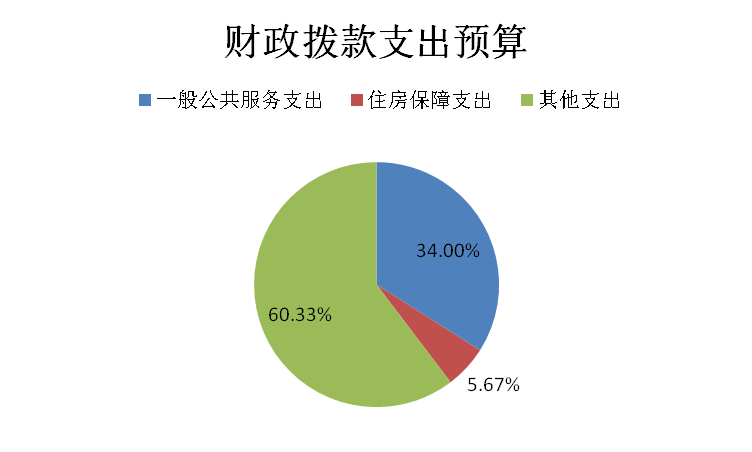 财政拨款支出预算
一般公共服务支出 住房保障支出 其他支出
34.00%
60.33%
5.67%